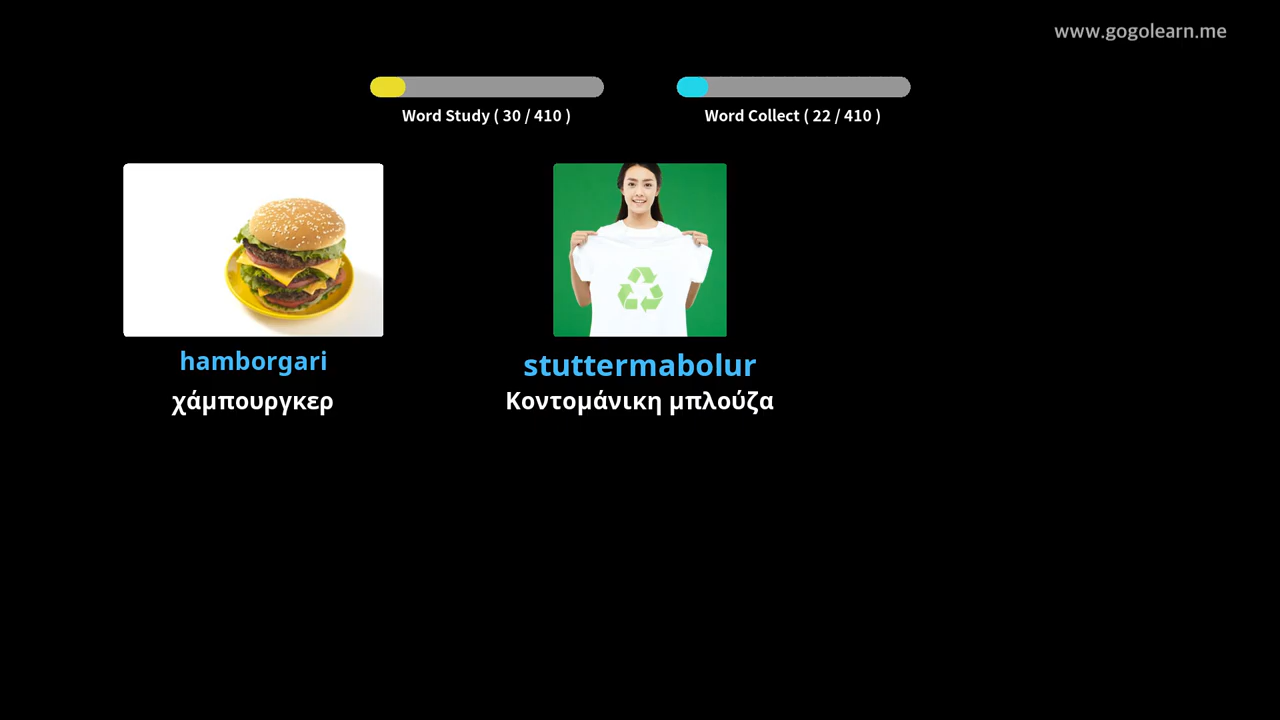 www.gogolearn.me
Word Study ( 30 / 410 )
Word Collect ( 22 / 410 )
hamborgari
χάμπουργκερ
stuttermabolur
Κοντομάνικη μπλούζα